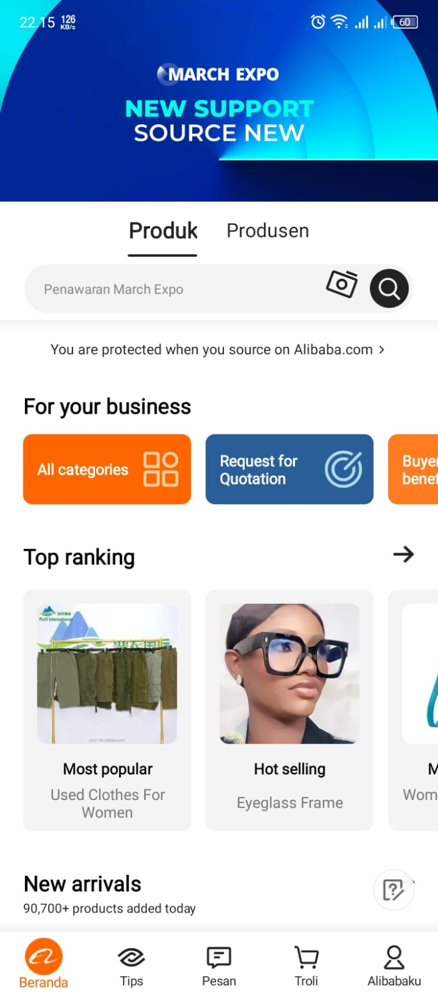 22.15 126 KB/s 60
MARCH EXPO
NEW SUPPORT
SOURCE NEW
Produk Produsen
Penawaran March Expo
You are protected when you source on Alibaba.com >
For your business
All categories
Request for
Quotation
Top ranking
PuYi International
Most popular
Used Clothes For
Women
Hot selling
Eyeglass Frame
New arrivals
90,700+ products added today
Beranda Tips Pesan Troli Alibabaku